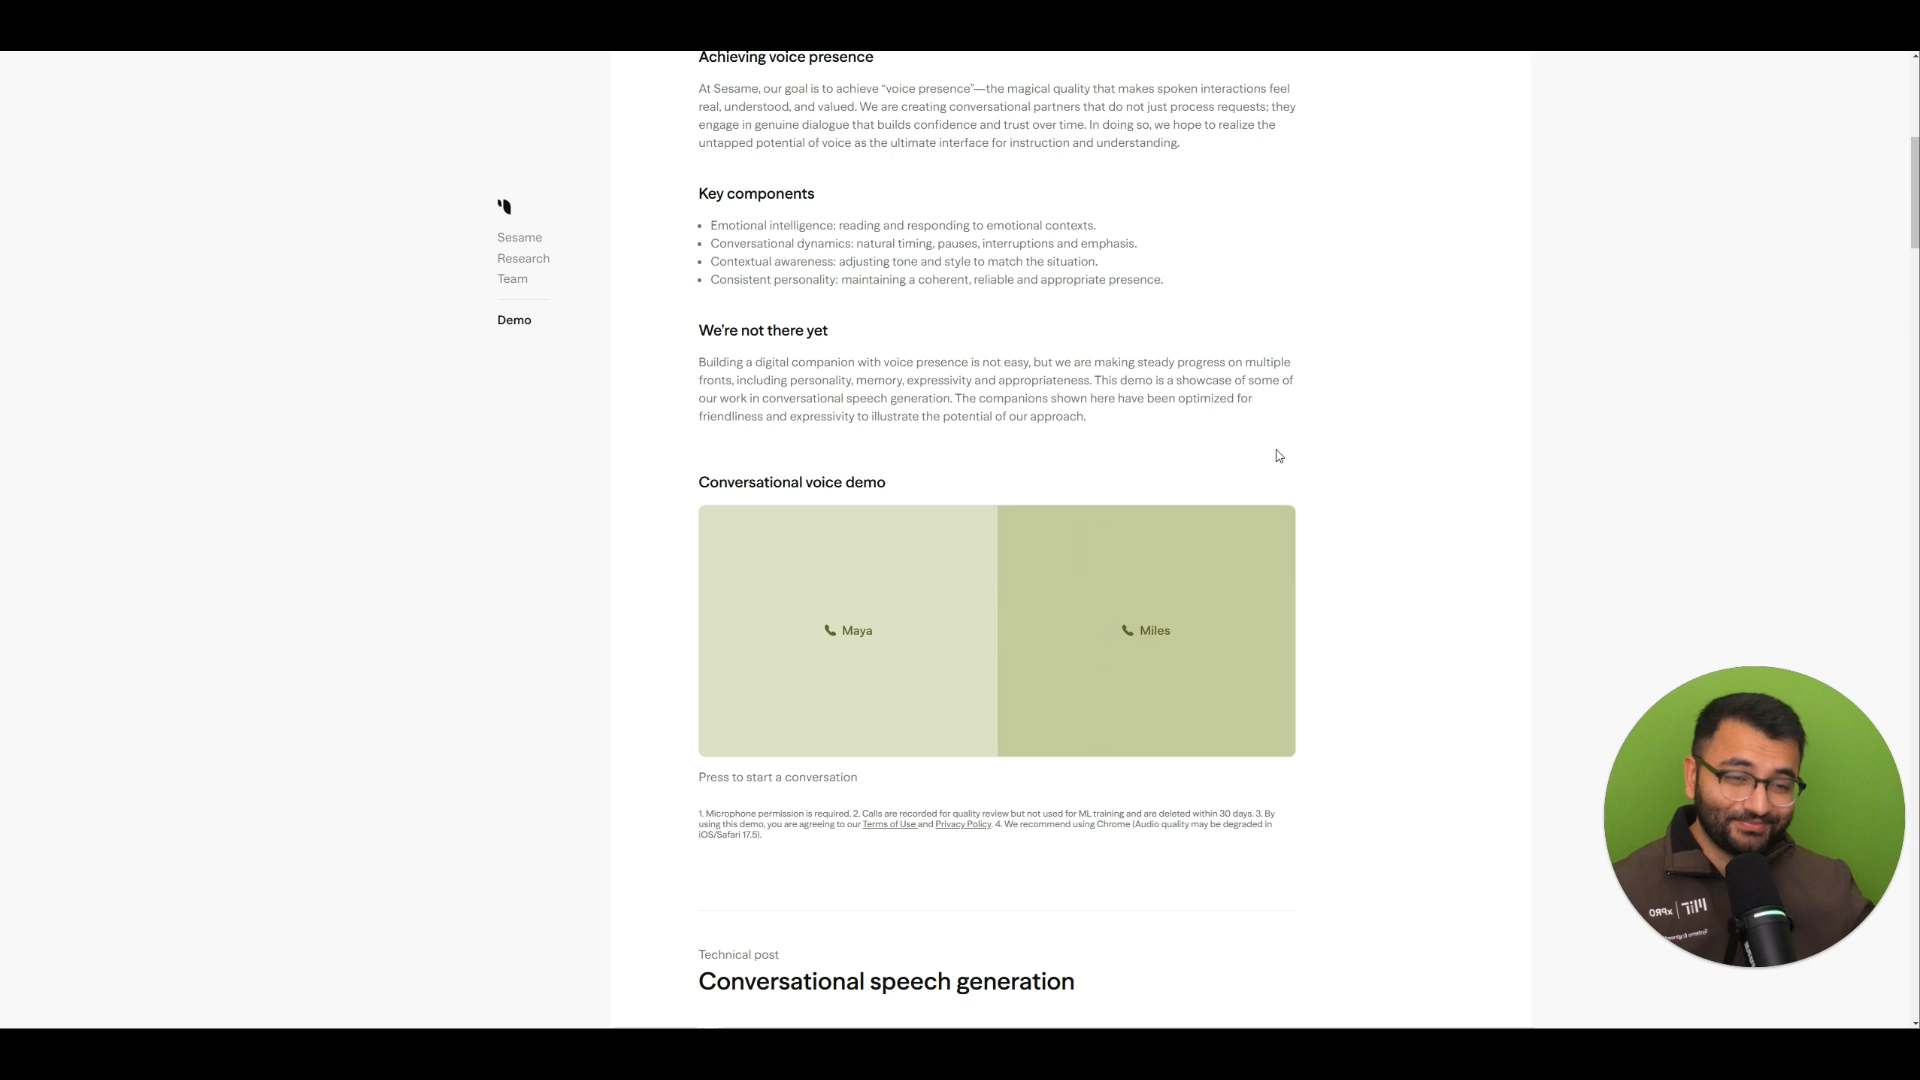 Achieving voice presence
At Sesame, our goal is to achieve “voice presence”—the magical quality that makes spoken interactions feel
real, understood, and valued. We are creating conversational partners that do not just process requests; they
engage in genuine dialogue that builds confidence and trust over time. In doing so, we hope to realize the
untapped potential of voice as the ultimate interface for instruction and understanding.
Key components
• Emotional intelligence: reading and responding to emotional contexts.
• Conversational dynamics: natural timing, pauses, interruptions and emphasis.
• Contextual awareness: adjusting tone and style to match the situation.
• Consistent personality: maintaining a coherent, reliable and appropriate presence.
Sesame
Research
Team
Demo
We’re not there yet
Building a digital companion with voice presence is not easy, but we are making steady progress on multiple
fronts, including personality, memory, expressivity and appropriateness. This demo is a showcase of some of
our work in conversational speech generation. The companions shown here have been optimized for
friendliness and expressivity to illustrate the potential of our approach.
Conversational voice demo
Maya
Miles
Press to start a conversation
1. Microphone permission is required. 2. Calls are recorded for quality review but not used for ML training and are deleted within 30 days. 3. By
using this demo, you are agreeing to our Terms of Use and Privacy Policy. 4. We recommend using Chrome (Audio quality may be degraded in
iOS/Safari 17.5).
Technical post
Conversational speech generation
MIT xPRO